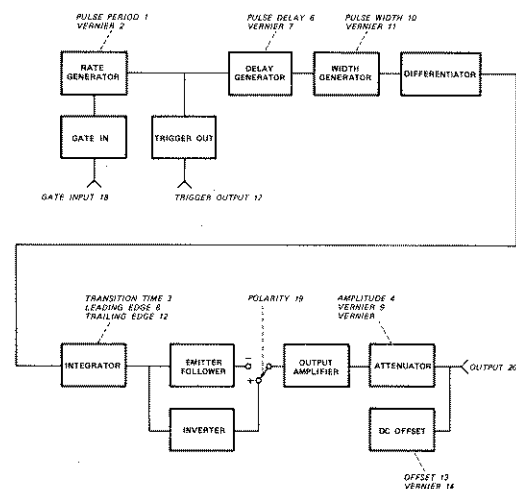 PULSE PERIOD 1
VERNIER 2
PULSE DELAY 6
VERNIER 7
PULSE WIDTH 10
VERNIER 11
RATE
GENERATOR
DELAY
GENERATOR
WIDTH
GENERATOR
DIFFERENTIATOR
GATE IN
TRIGGER OUT
GATE INPUT 18
TRIGGER OUTPUT 17
TRANSITION TIME 3
LEADING EDGE 8
TRAILING EDGE 12
POLARITY 19
AMPLITUDE 4
VERNIER 9
VERNIER
INTEGRATOR
EMITTER
FOLLOWER
−
+
OUTPUT
AMPLIFIER
ATTENUATOR
OUTPUT 20
INVERTER
DC OFFSET
OFFSET 13
VERNIER 14